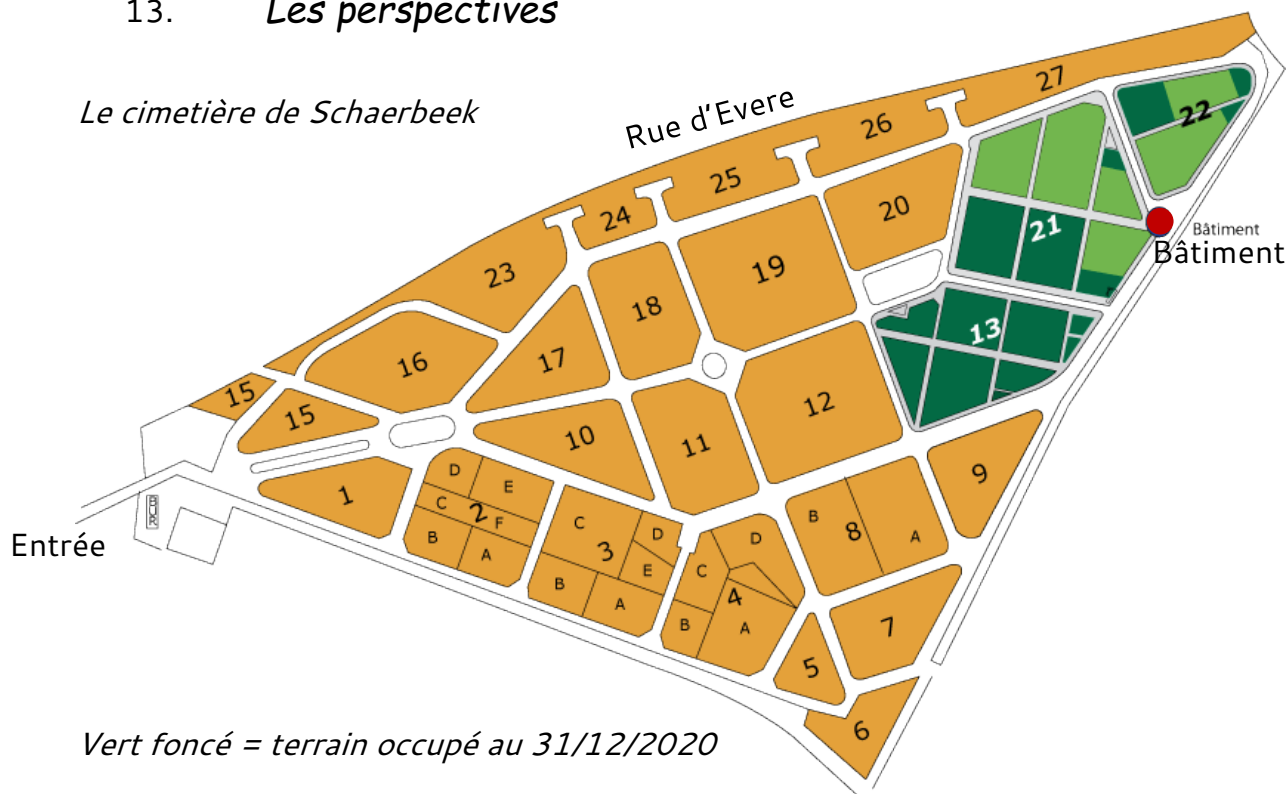 13. Les perspectives
Le cimetière de Schaerbeek
Rue d'Evere
27
26
25
24
23
22
21
20
19
18
17
16
15
15
13
12
11
10
9
8
B
A
7
6
5
4
D
C
B
A
3
C
D
E
B
A
2
D
E
C
F
B
A
1
Bâtiment
Bâtiment
Entrée
BUR
Vert foncé = terrain occupé au 31/12/2020